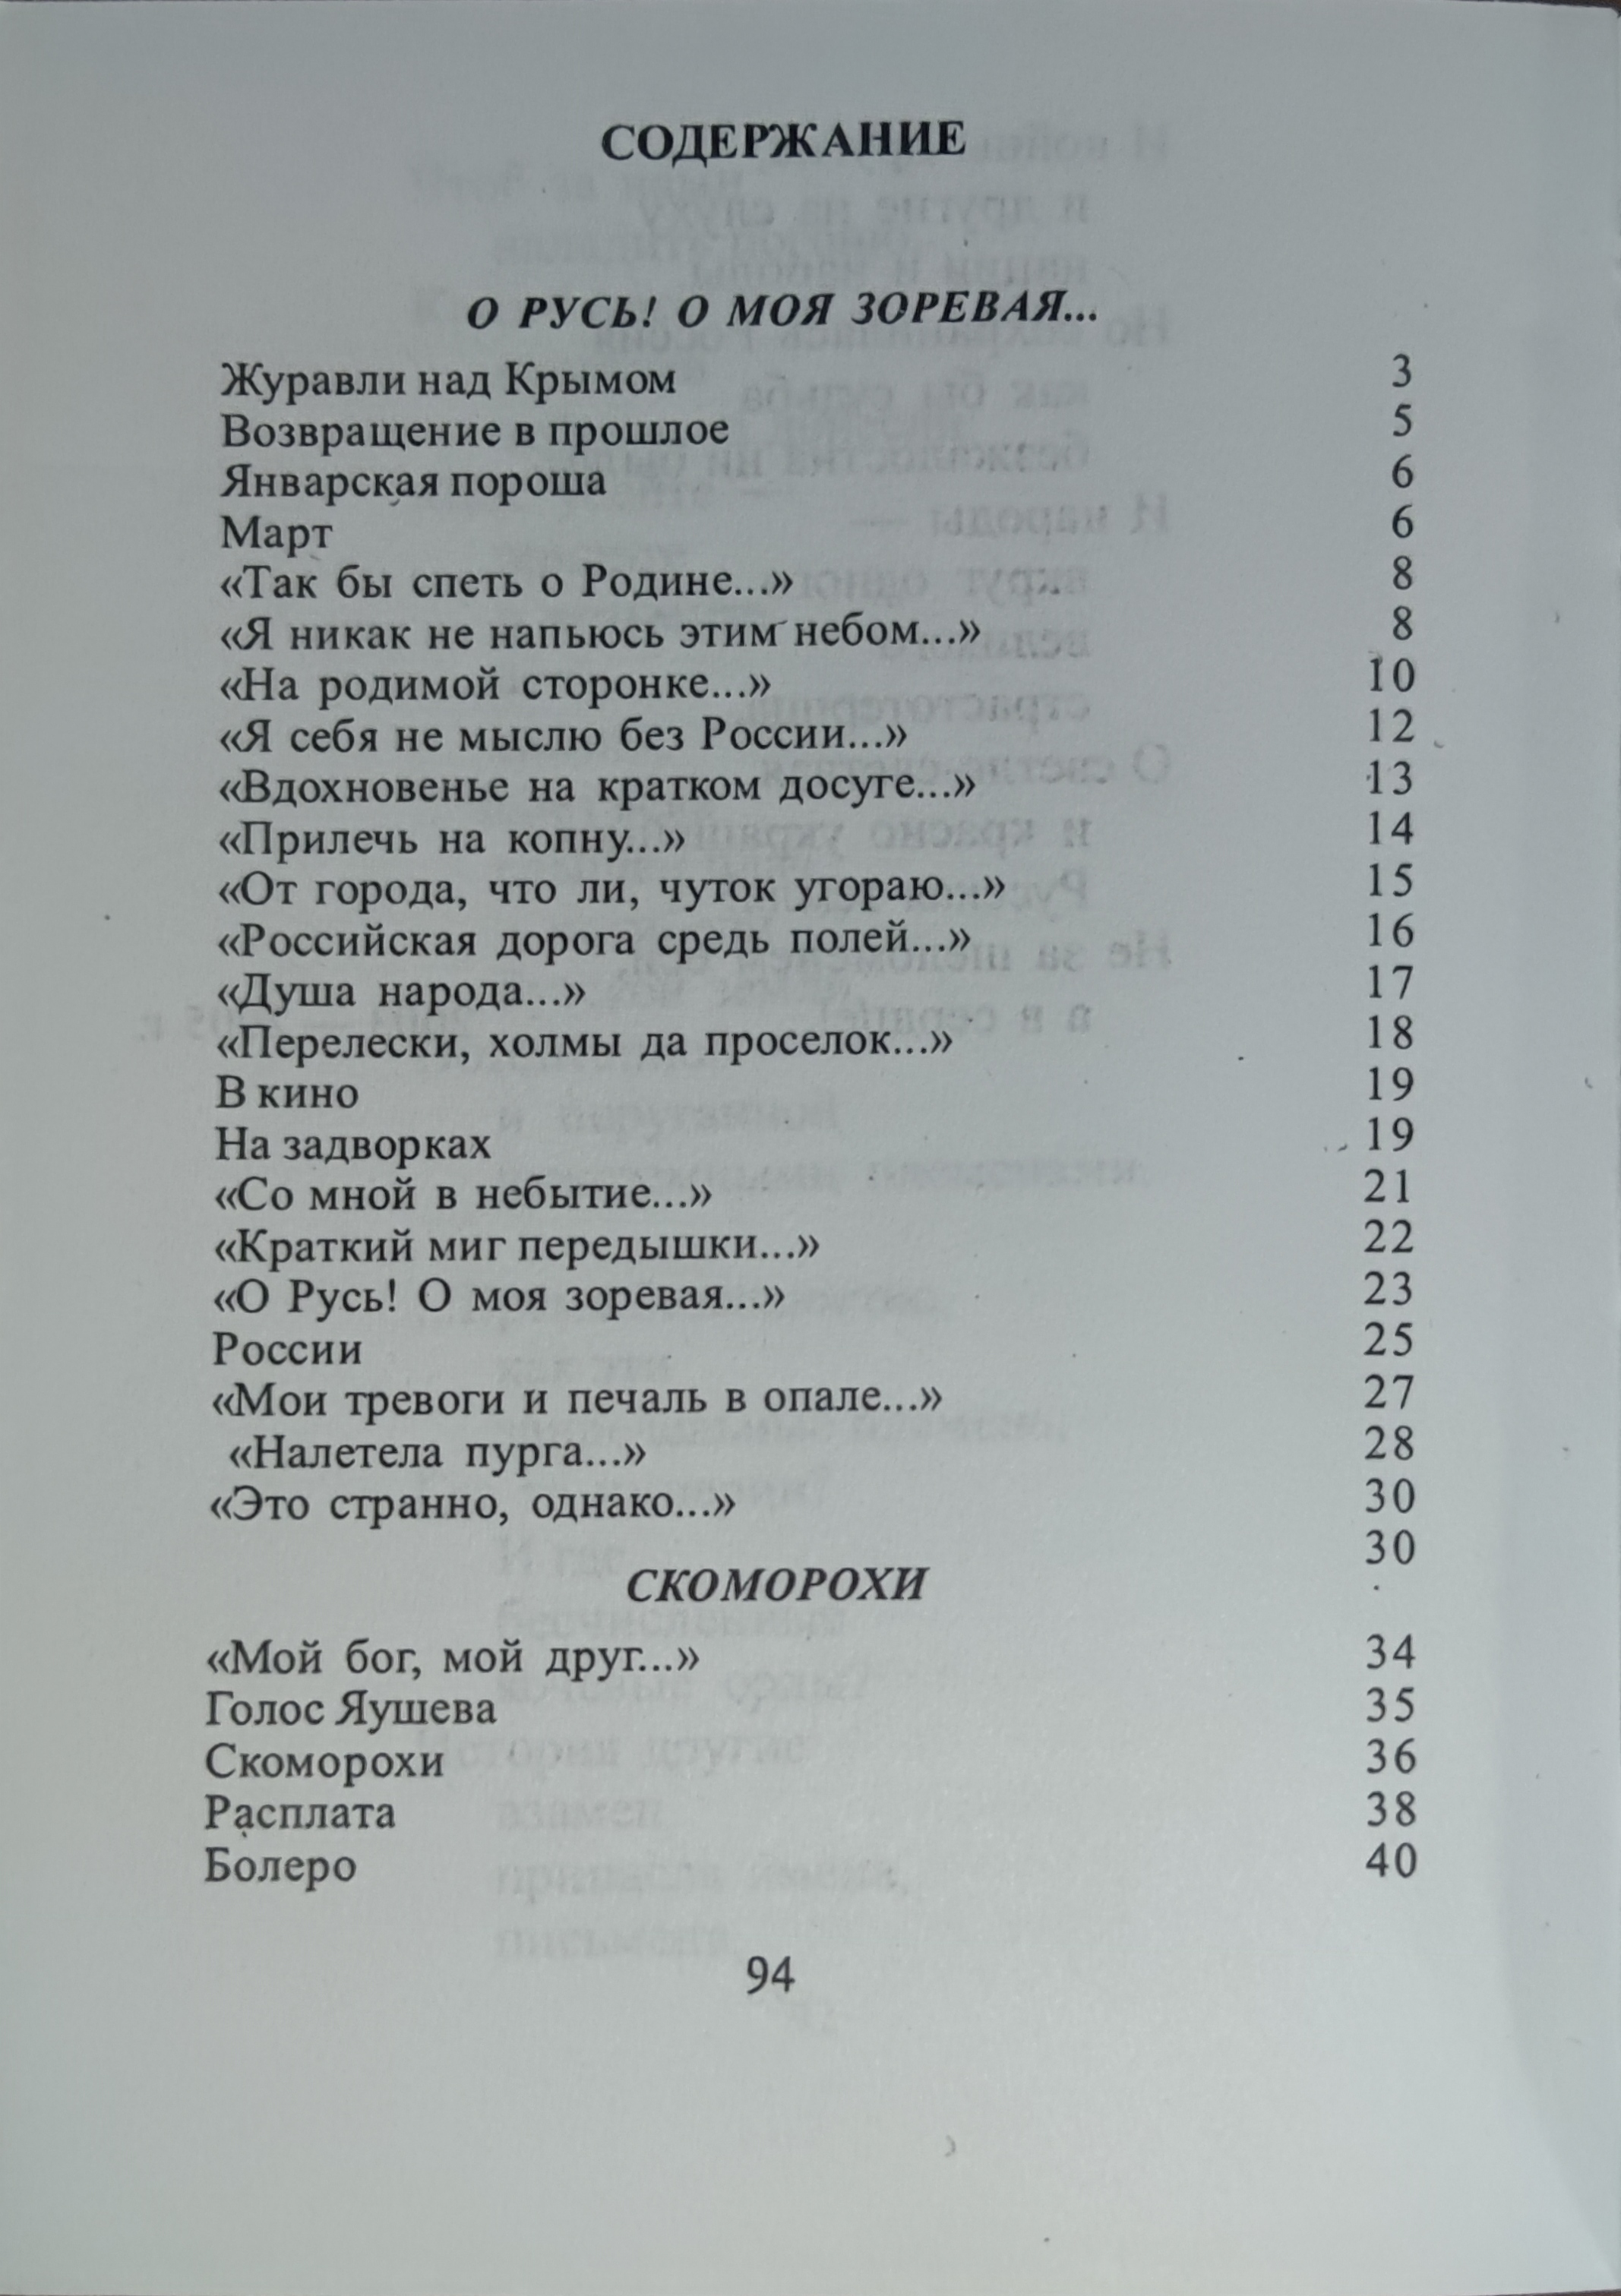 СОДЕРЖАНИЕ
О РУСЬ! О МОЯ ЗОРЕВАЯ...
Журавли над Крымом 3
Возвращение в прошлое 5
Январская пороша 6
Март 6
«Так бы спеть о Родине...» 8
«Я никак не напьюсь этим небом...» 8
«На родимой сторонке...» 10
«Я себя не мыслю без России...» 12
«Вдохновенье на кратком досуге...» 13
«Прилечь на копну...» 14
«От города, что ли, чуток угораю...» 15
«Российская дорога средь полей...» 16
«Душа народа...» 17
«Перелески, холмы да проселок...» 18
В кино 19
На задворках 19
«Со мной в небытие...» 21
«Краткий миг передышки...» 22
«О Русь! О моя зоревая...» 23
России 25
«Мои тревоги и печаль в опале...» 27
«Налетела пурга...» 28
«Это странно, однако...» 30
30
СКОМОРОХИ
«Мой бог, мой друг...» 34
Голос Яушева 35
Скоморохи 36
Расплата 38
Болеро 40
94